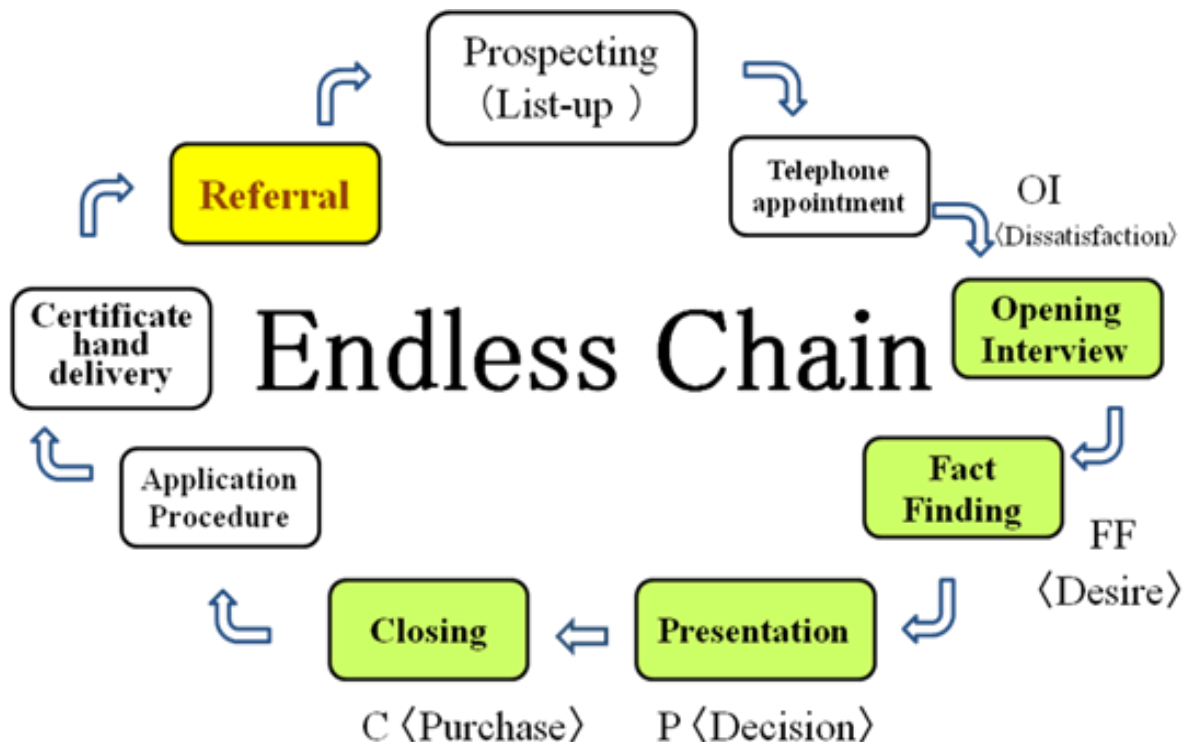 Prospecting
(List-up )
Telephone
appointment
OI
〈Dissatisfaction〉
Opening
Interview
Fact
Finding
FF
〈Desire〉
Presentation
P〈Decision〉
Closing
C〈Purchase〉
Application
Procedure
Certificate
hand
delivery
Referral
Endless Chain